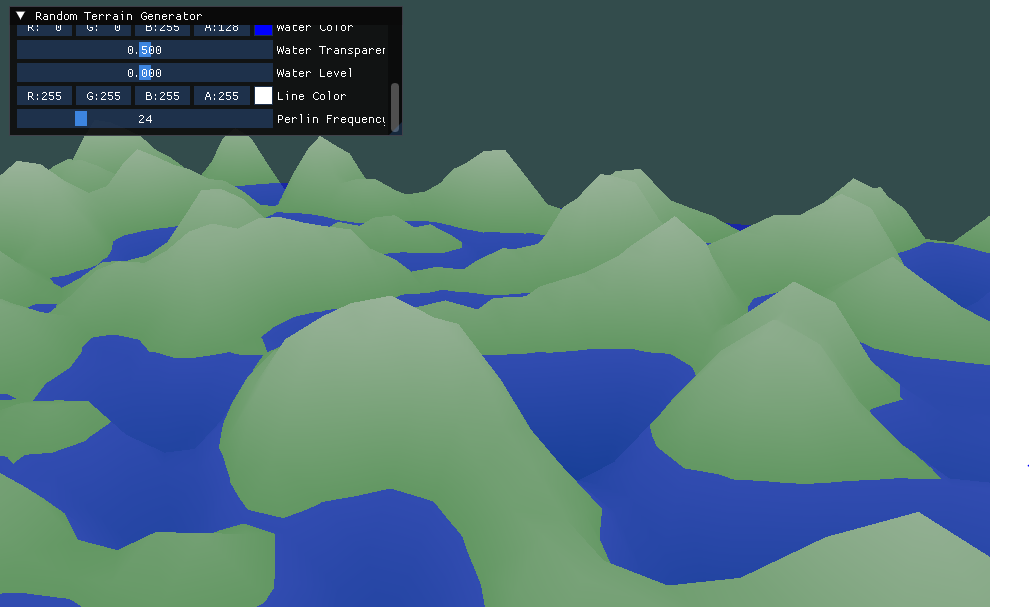 Random Terrain Generator
R: 0 G: 0 B:255 A:128 Water Color
0.500 Water Transparen
0.000 Water Level
R:255 G:255 B:255 A:255 Line Color
24 Perlin Frequency